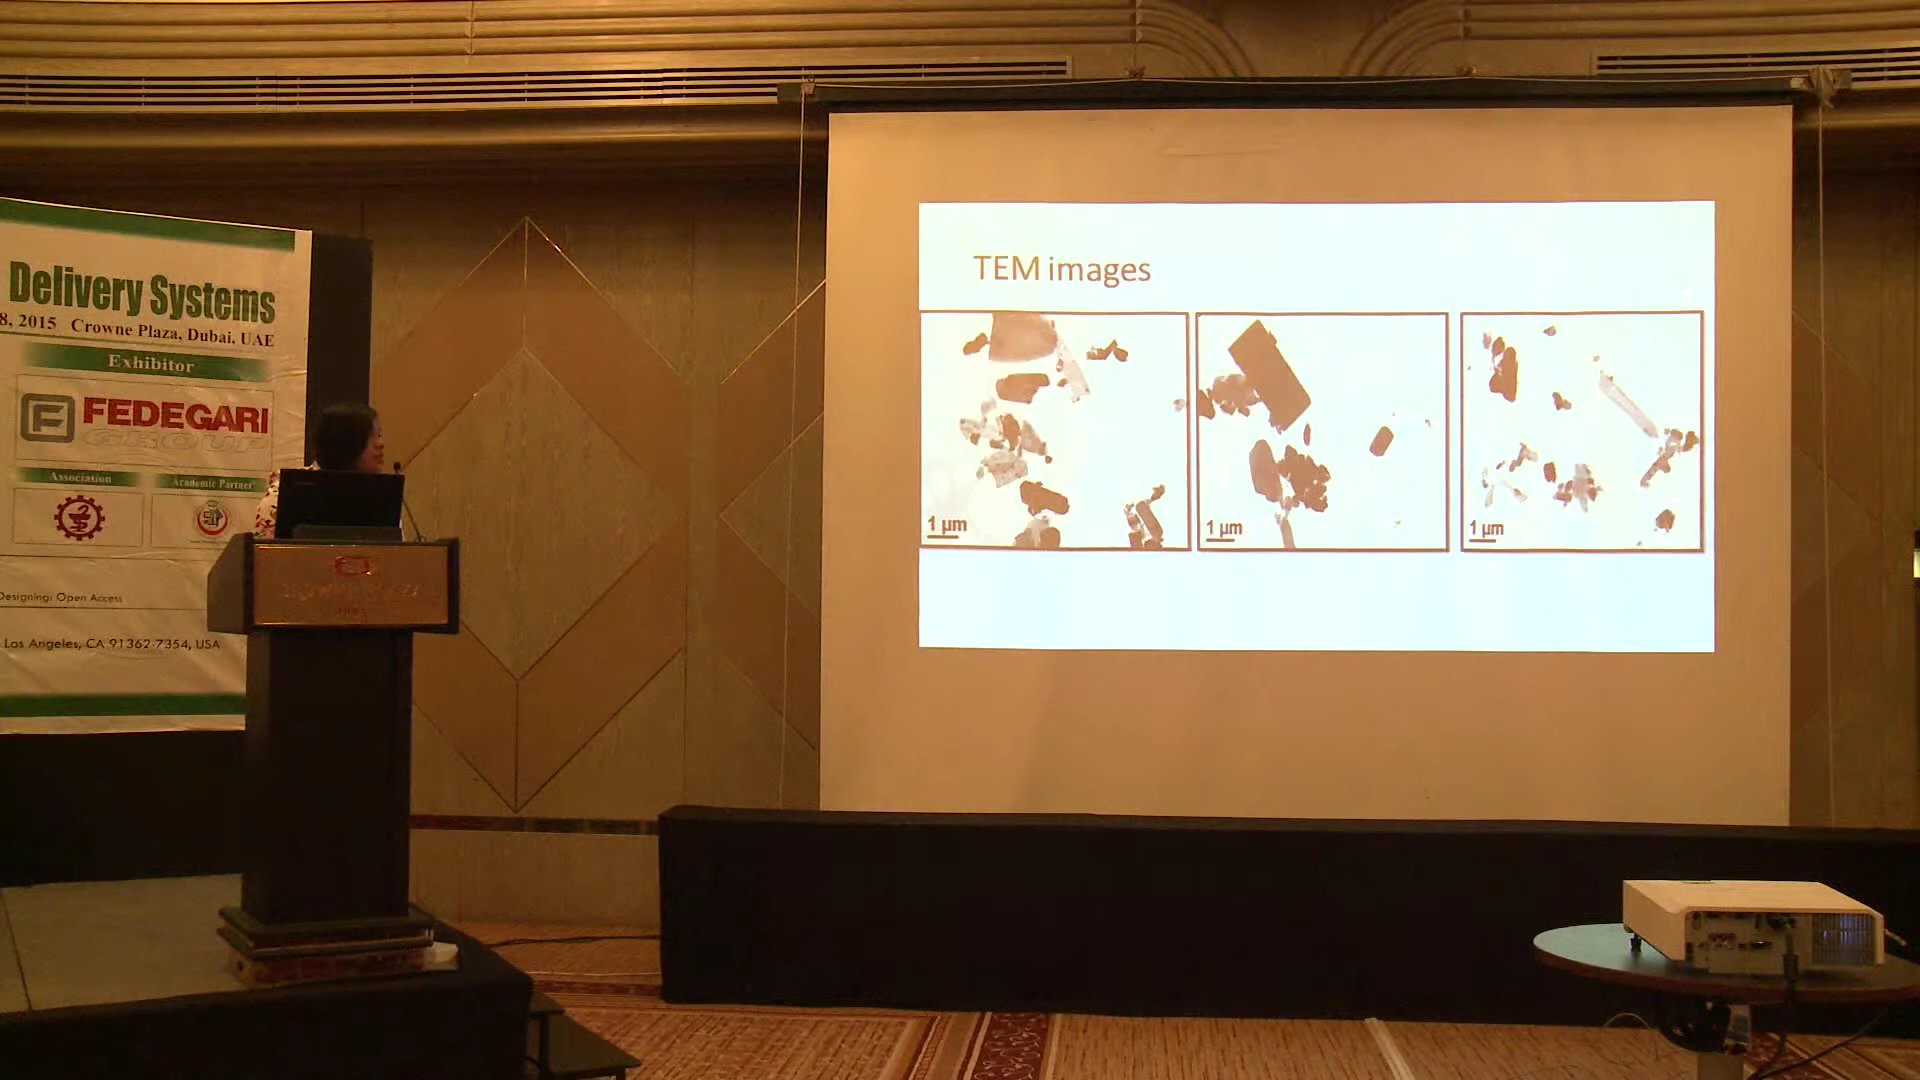 Delivery Systems
8, 2015 Crowne Plaza, Dubai, UAE
Exhibitor
F FEDEGARI
GROUP
Association
Academic Partner
Designing: Open Access
Los Angeles, CA 91362-7354, USA
TEM images
1 µm
1 µm
1 µm